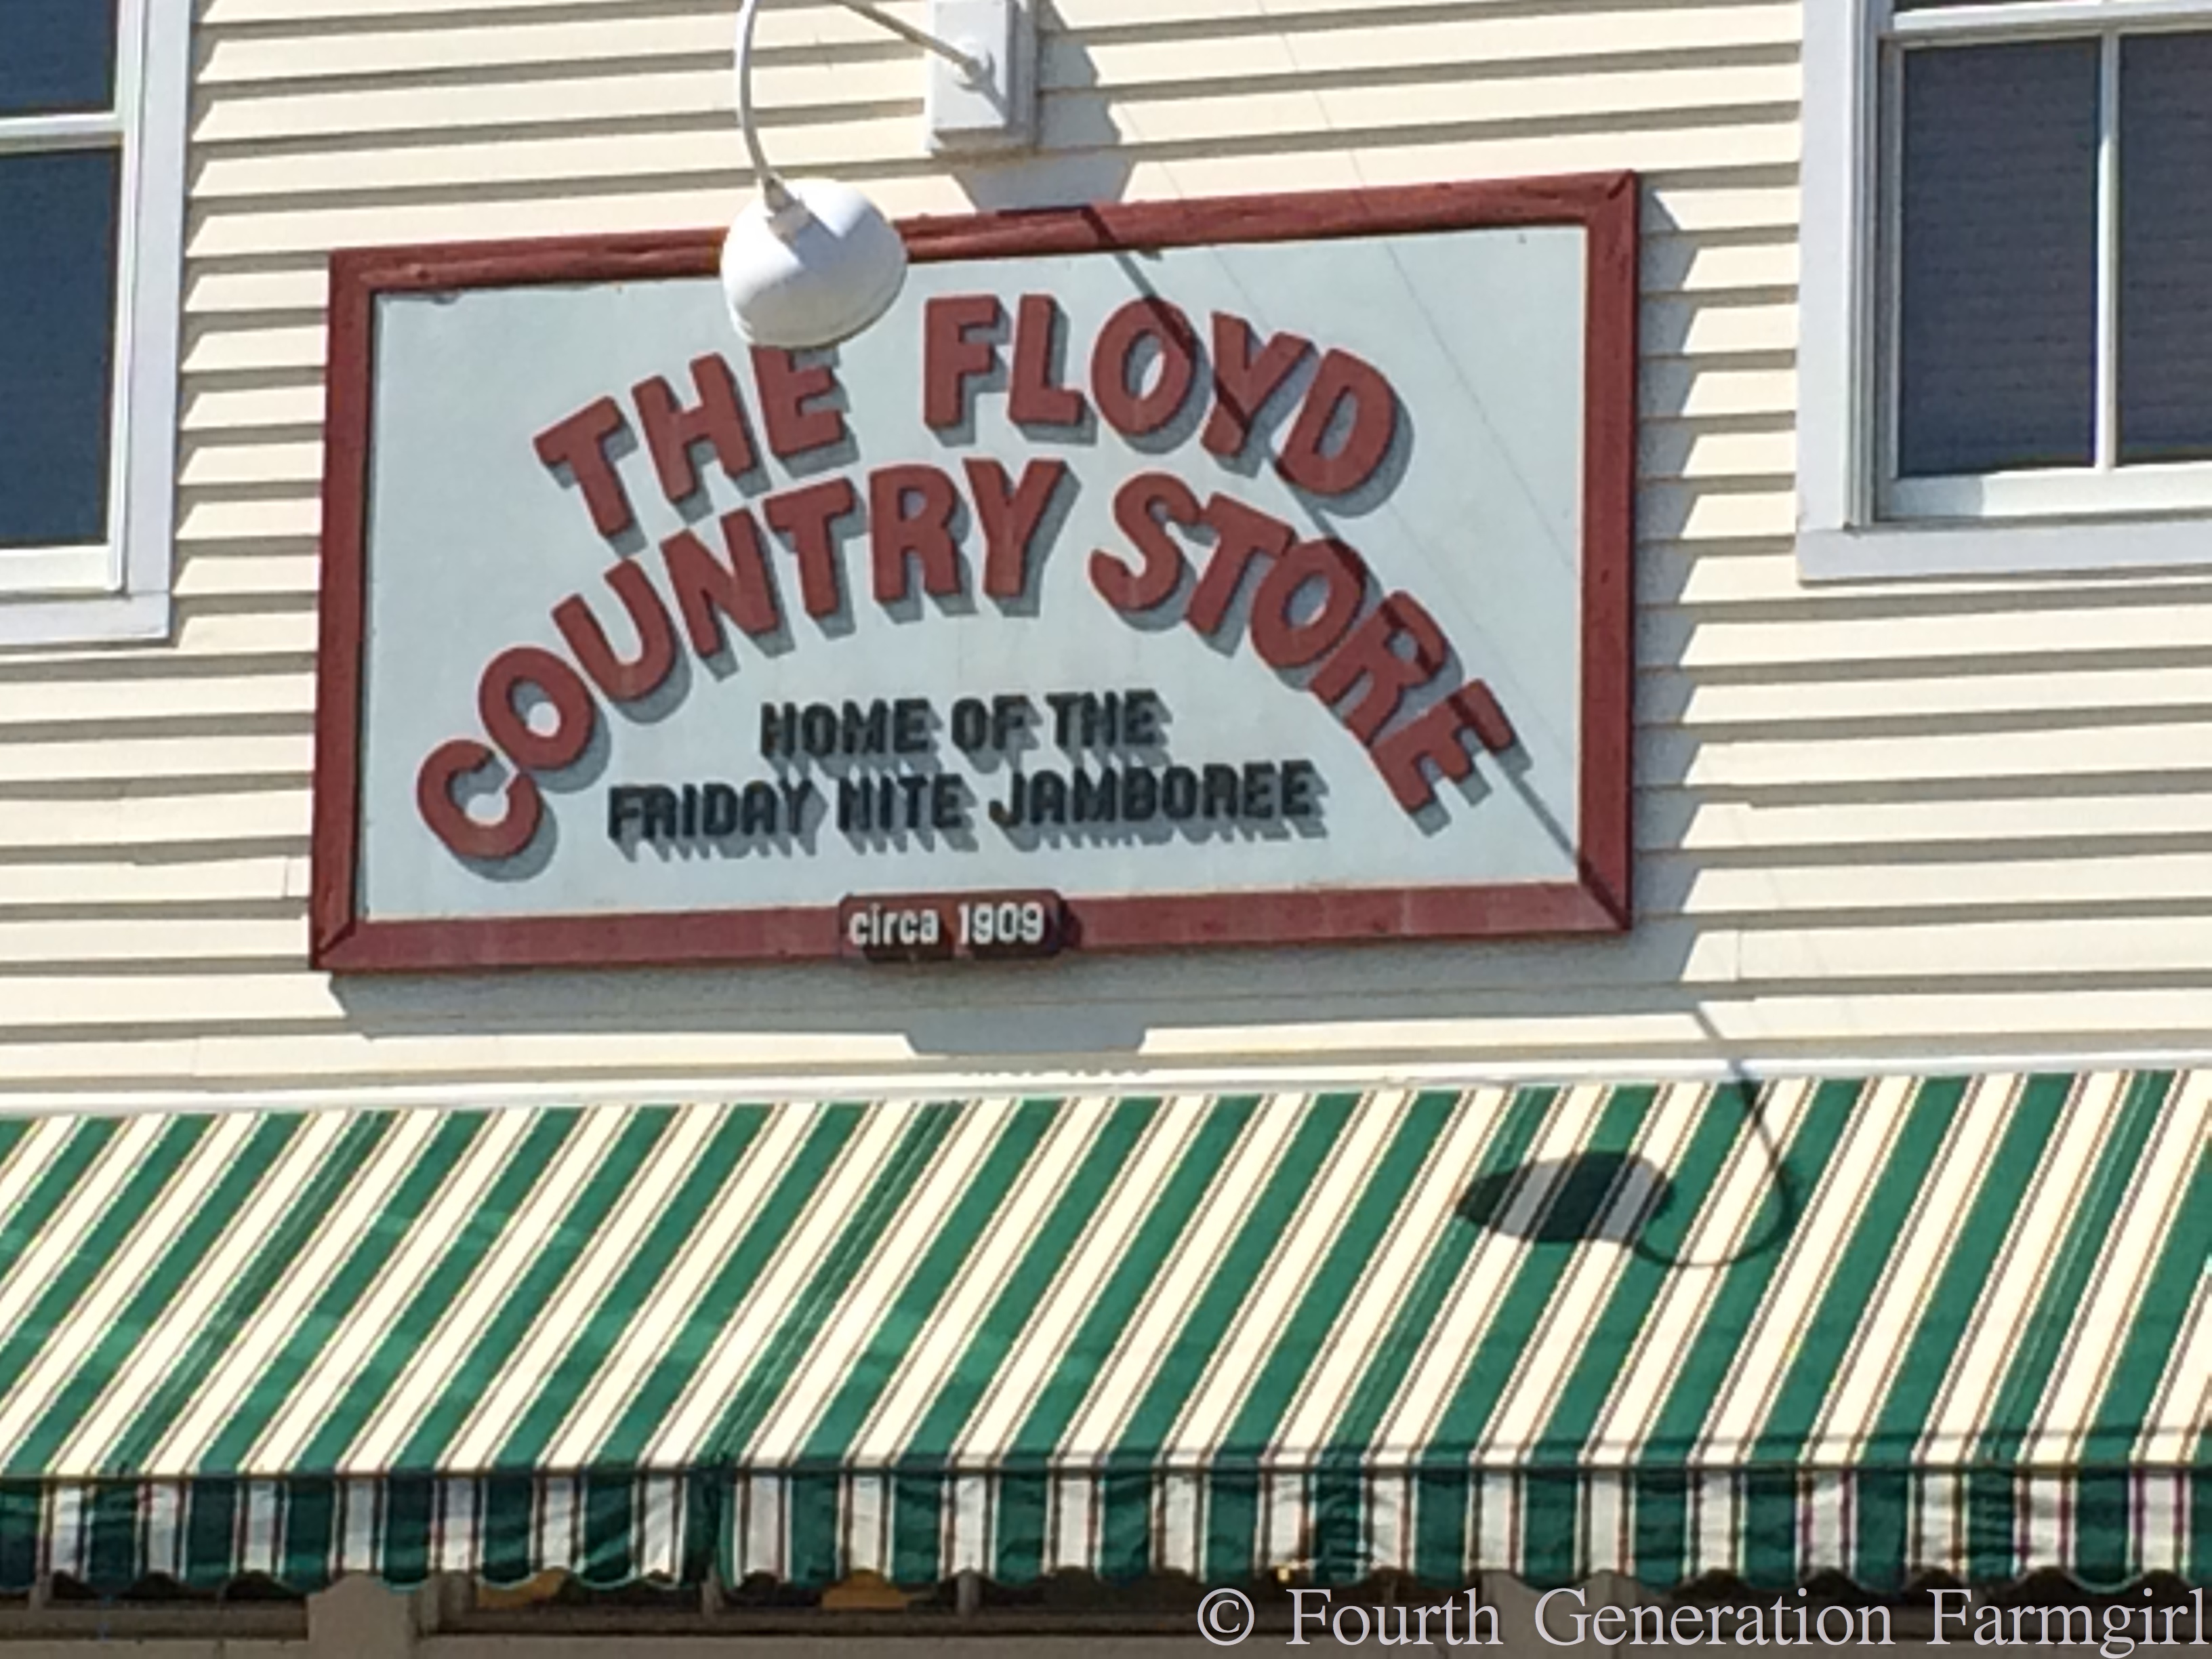 THE FLOYD
COUNTRY STORE
HOME OF THE
FRIDAY NITE JAMBOREE
circa 1909
© Fourth Generation Farmgirl